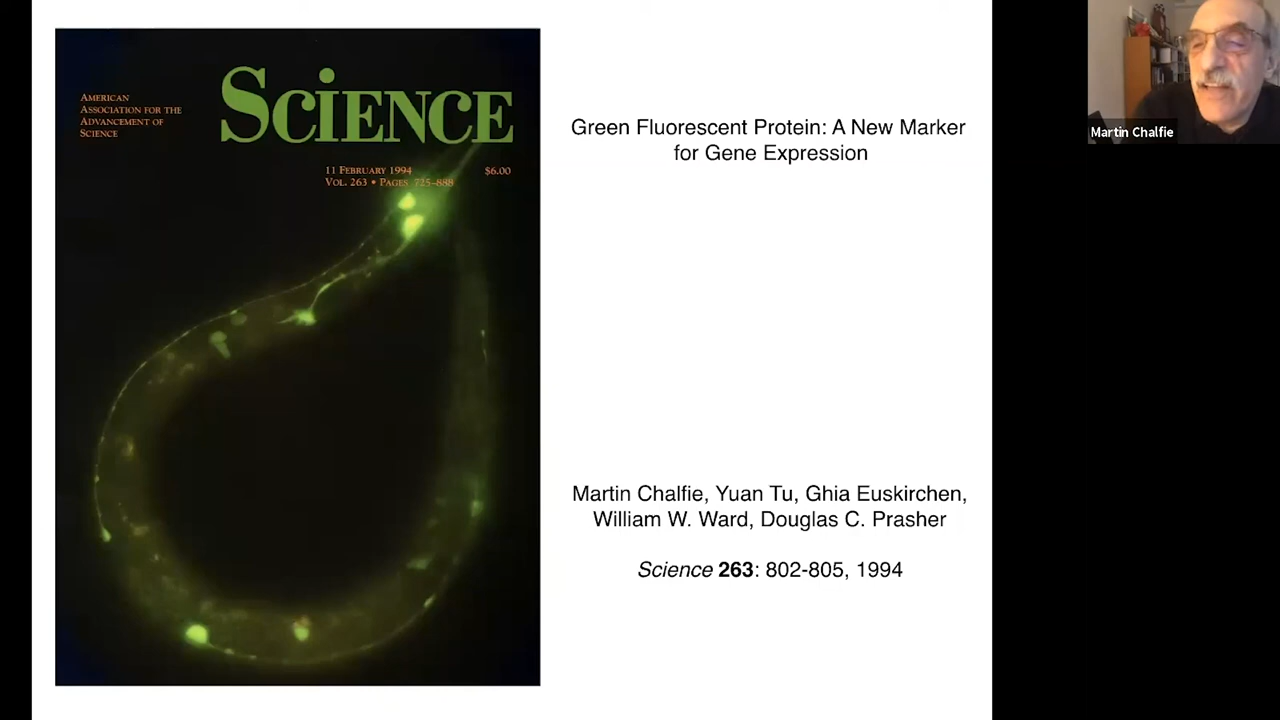 AMERICAN
ASSOCIATION FOR THE
ADVANCEMENT OF
SCIENCE
SCIENCE
11 FEBRUARY 1994
$6.00
VOL. 263 • PAGES 725–888
Green Fluorescent Protein: A New Marker
for Gene Expression
Martin Chalfie, Yuan Tu, Ghia Euskirchen,
William W. Ward, Douglas C. Prasher
Science 263: 802-805, 1994
Martin Chalfie